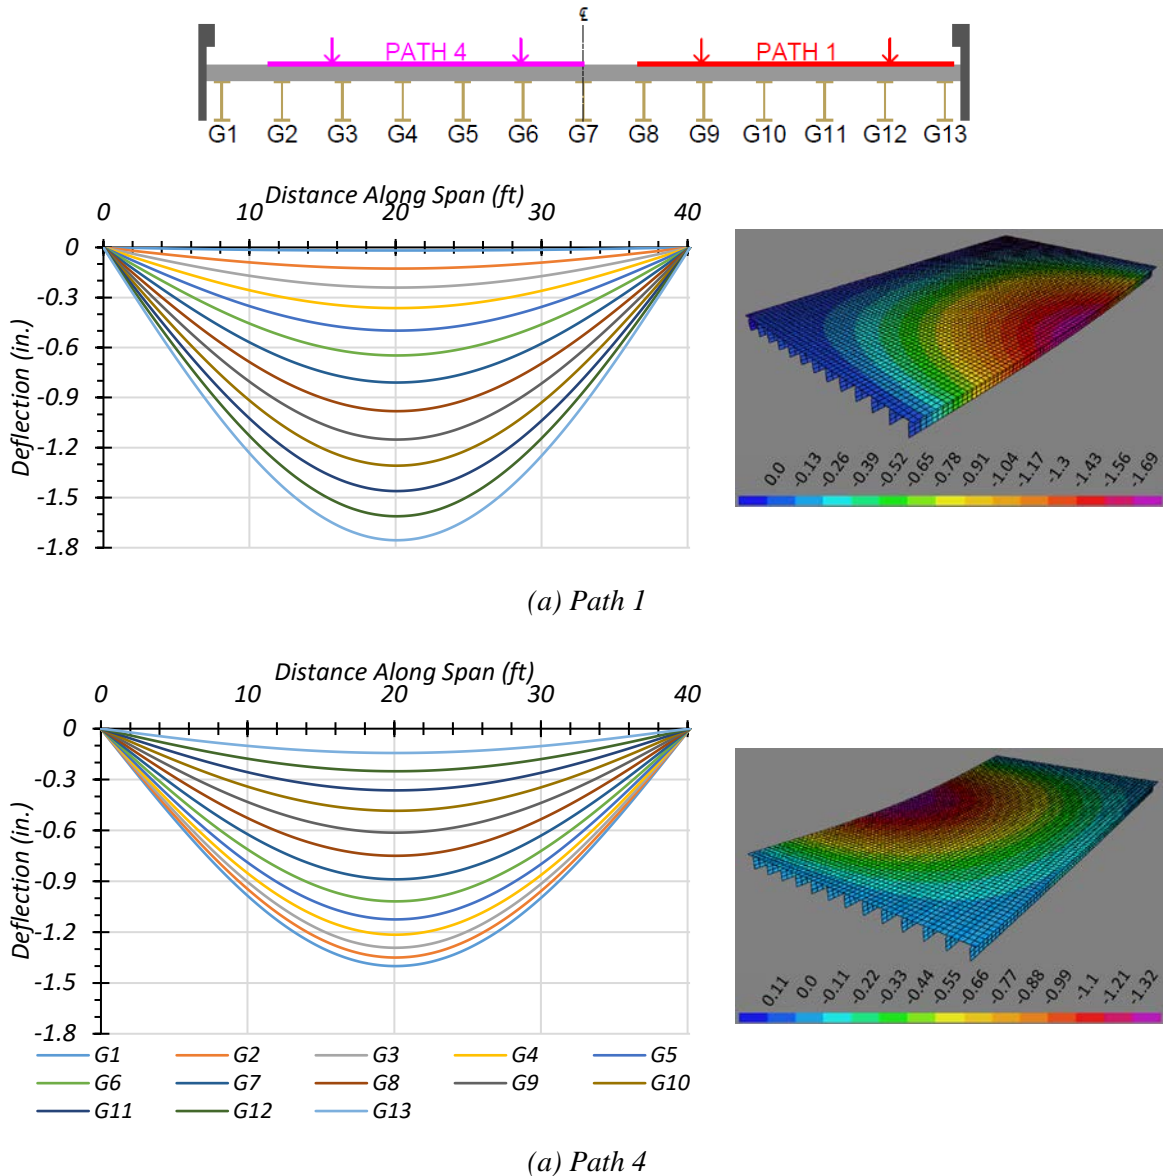 ℄
PATH 4 PATH 1
G1 G2 G3 G4 G5 G6 G7 G8 G9 G10 G11 G12 G13
Distance Along Span (ft)
0 10 20 30 40
Deflection (in.)
0
-0.3
-0.6
-0.9
-1.2
-1.5
-1.8
0.0 -0.13 -0.26 -0.39 -0.52 -0.65 -0.78 -0.91 -1.04 -1.17 -1.3 -1.43 -1.56 -1.69
(a) Path 1
Distance Along Span (ft)
0 10 20 30 40
Deflection (in.)
0
-0.3
-0.6
-0.9
-1.2
-1.5
-1.8
0.11 0.0 -0.11 -0.22 -0.33 -0.44 -0.55 -0.66 -0.77 -0.88 -0.99 -1.1 -1.21 -1.32
G1 G2 G3 G4 G5
G6 G7 G8 G9 G10
G11 G12 G13
(a) Path 4